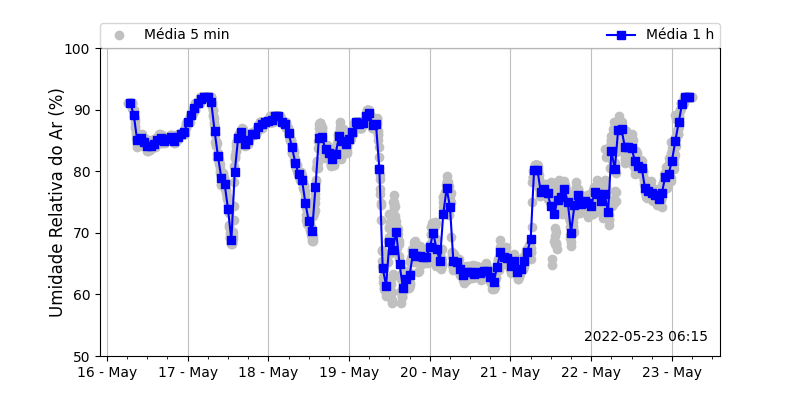 Média 5 min
Média 1 h
Umidade Relativa do Ar (%)
100
90
80
70
60
50
2022-05-23 06:15
16 - May
17 - May
18 - May
19 - May
20 - May
21 - May
22 - May
23 - May